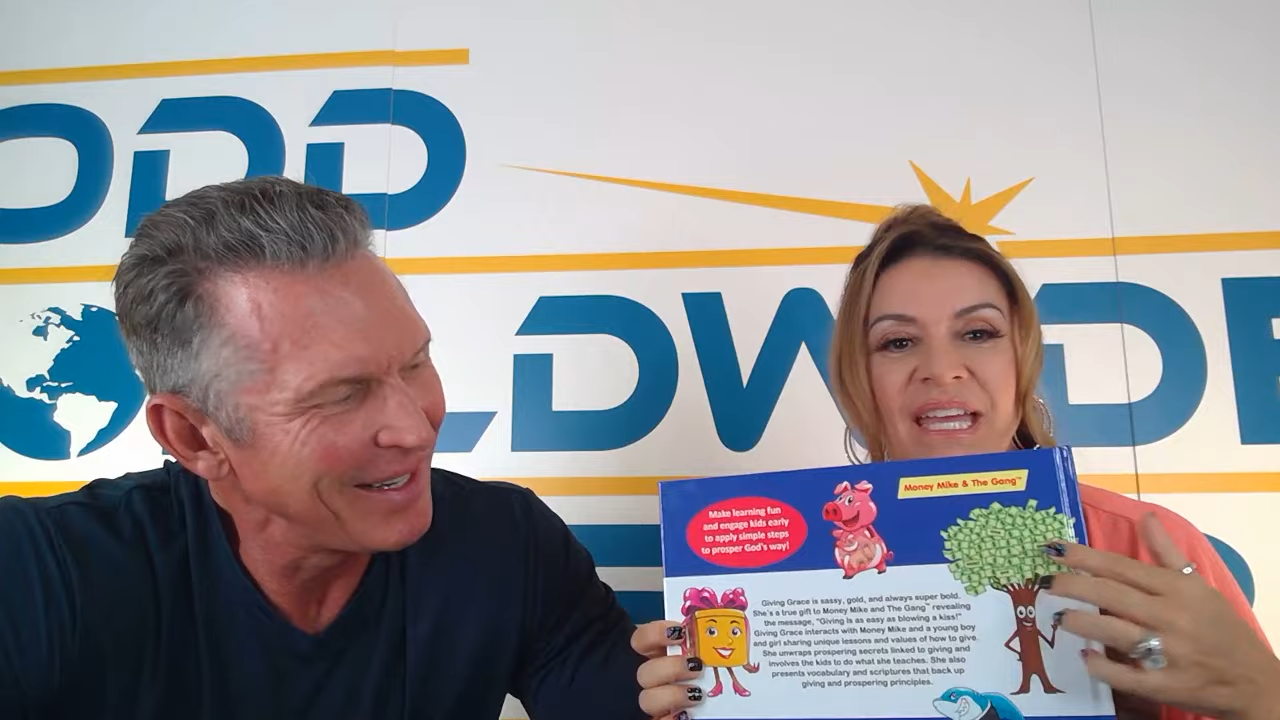 ODD
LDW DE
Money Mike & The Gang™
Make learning fun
and engage kids early
to apply simple steps
to prosper God's way!
Giving Grace is sassy, gold, and always super bold.
She's a true gift to Money Mike and The Gang™ revealing
the message, "Giving is as easy as blowing a kiss!"
Giving Grace interacts with Money Mike and a young boy
and girl sharing unique lessons and values of how to give.
She unwraps prospering secrets linked to giving and
involves the kids to do what she teaches. She also
presents vocabulary and scriptures that back up
giving and prospering principles.